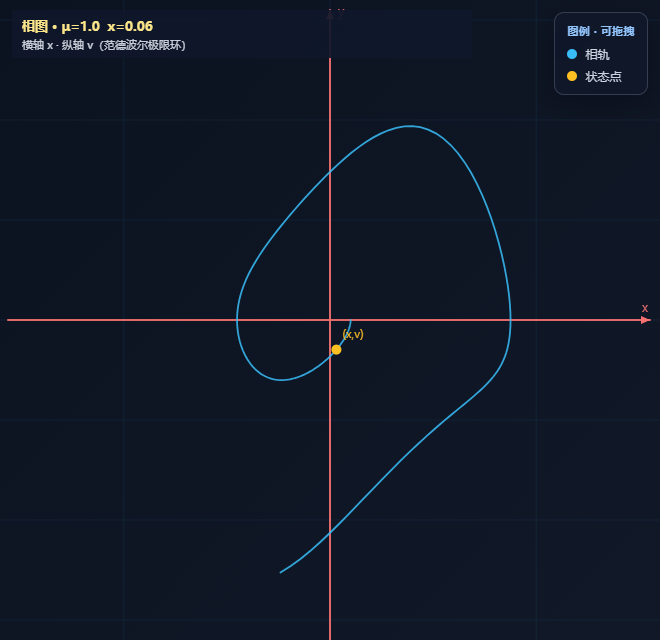 相图 • μ=1.0 x=0.06
横轴 x · 纵轴 v（范德波尔极限环）
图例 · 可拖拽
相轨
状态点
x
(x,v)